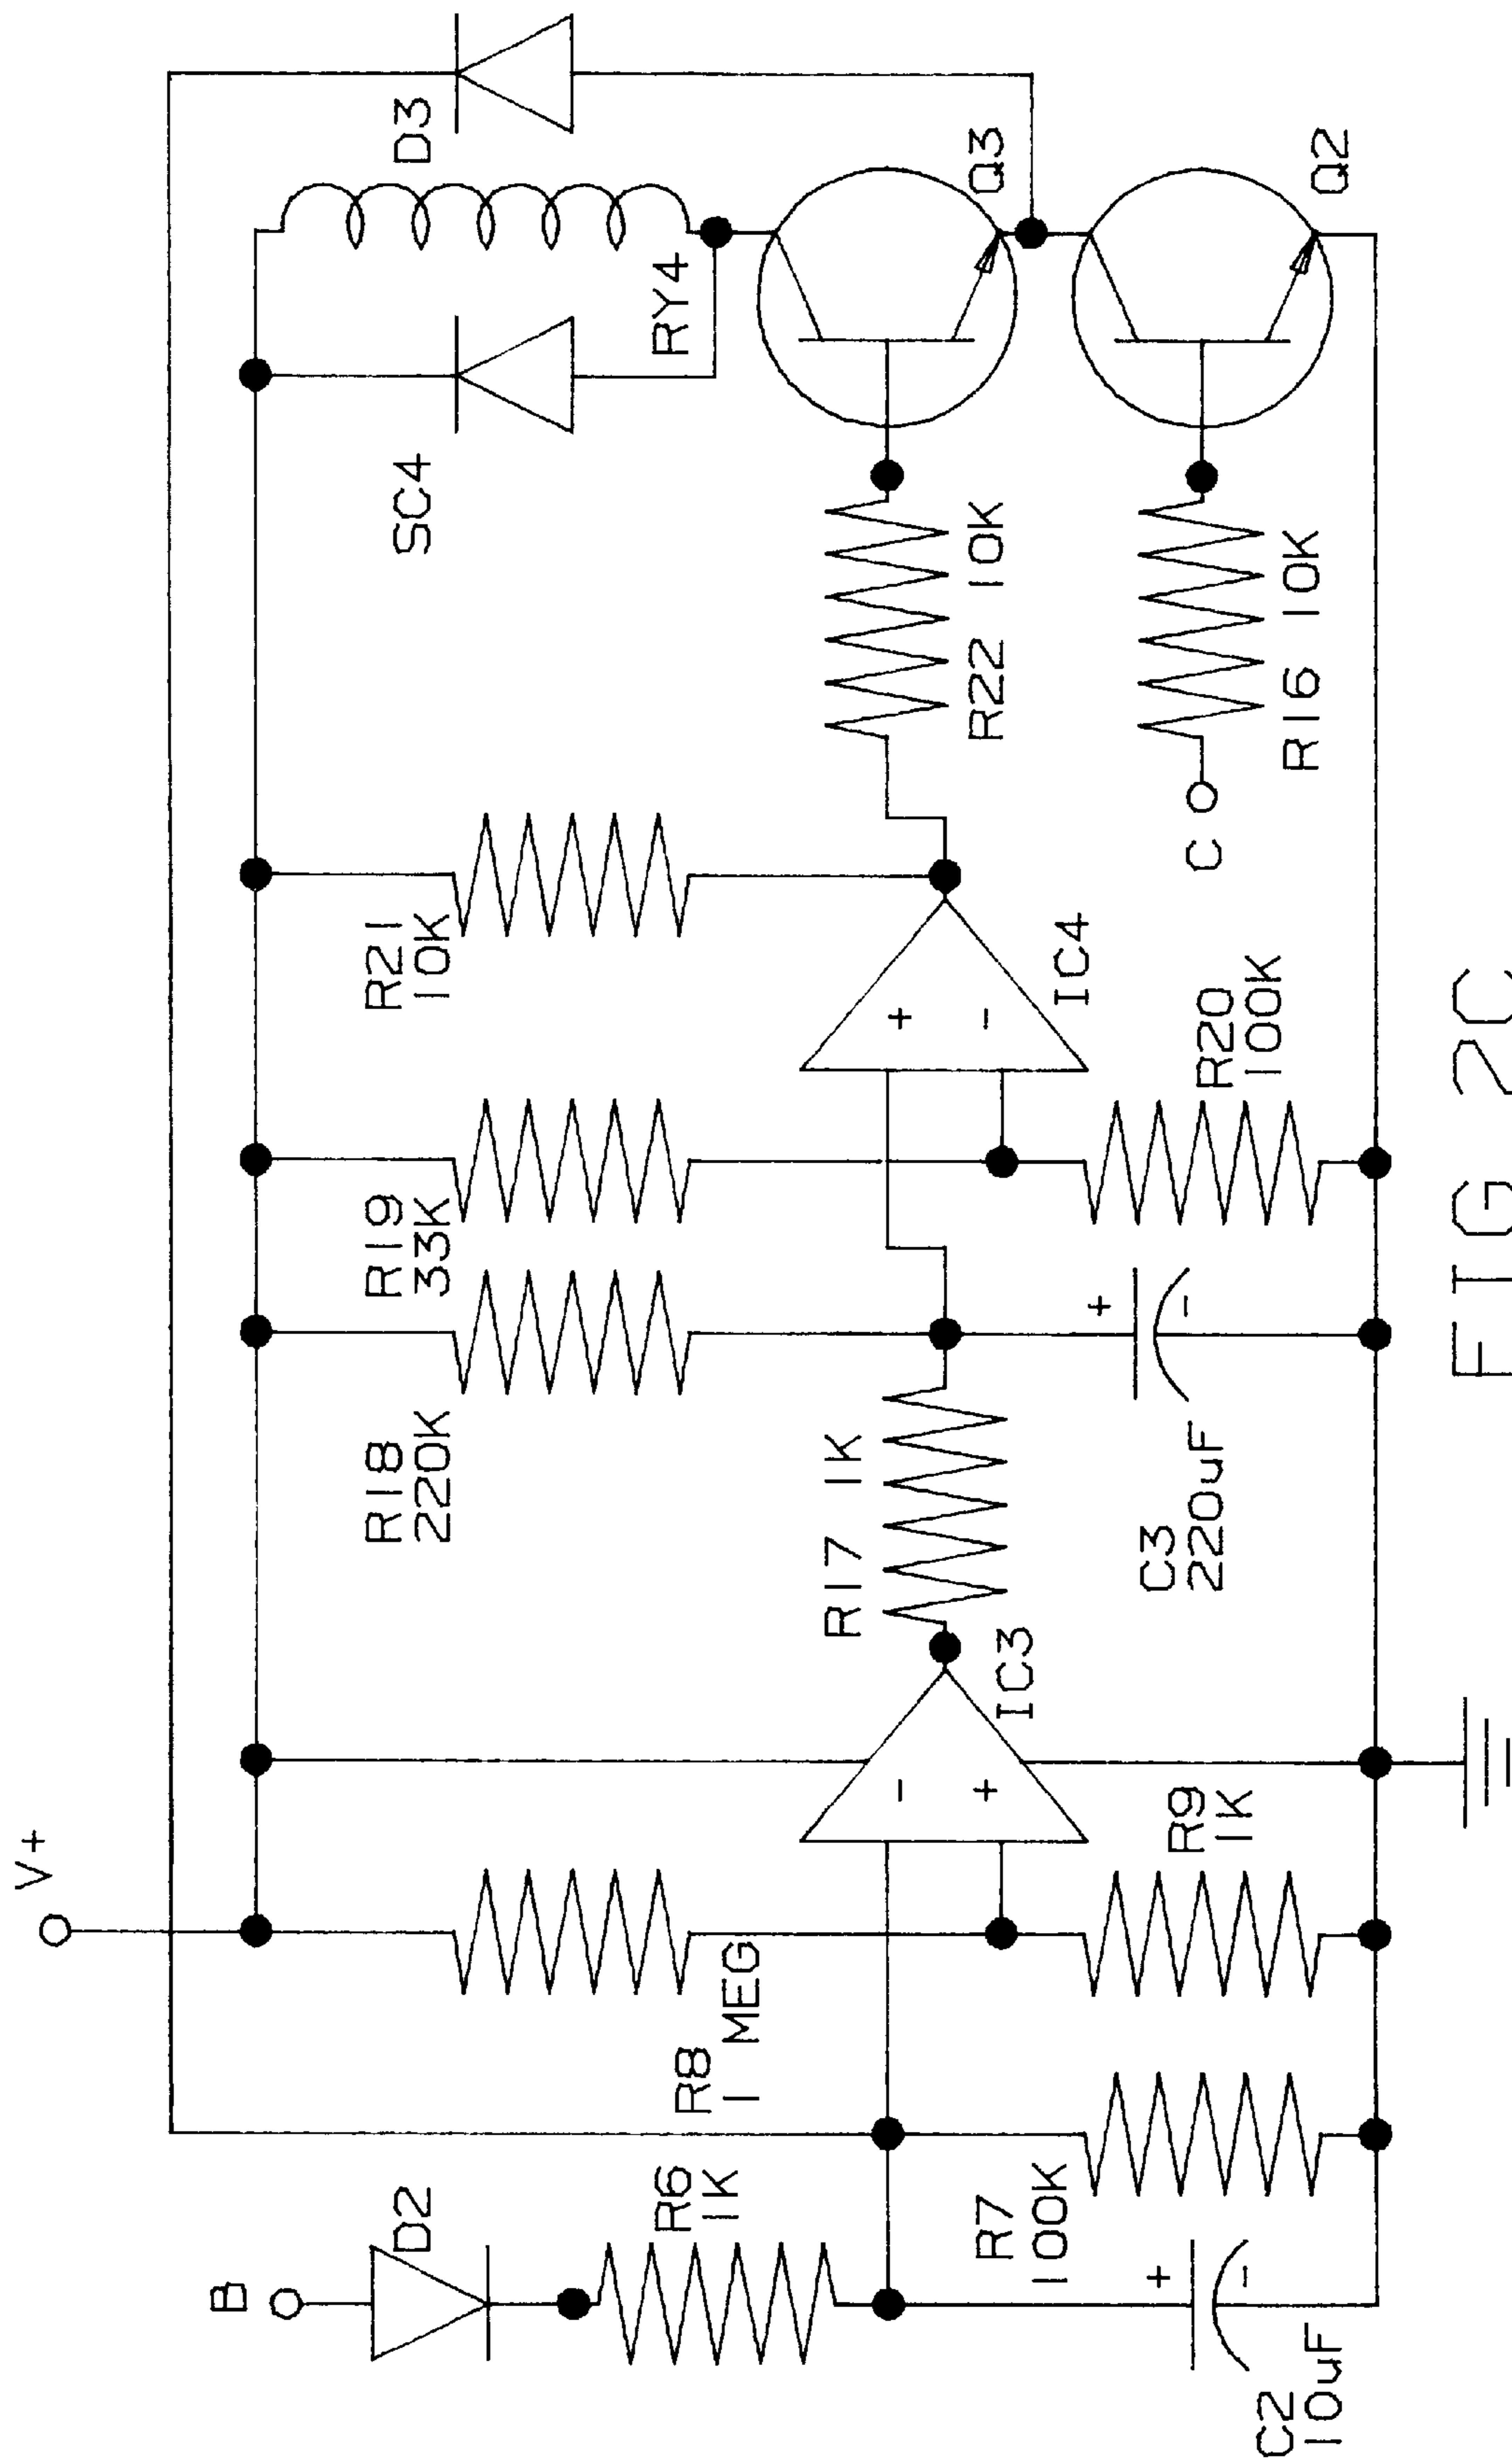 V+
B
D2
R6
1K
R7
100K
C2
10uF
+
-
R8
1 MEG
R9
1K
-
+
IC3
R17 1K
R18
220K
C3
220uF
+
-
R19
33K
R20
100K
+
-
IC4
R21
10K
R22 10K
C
R16 10K
SC4
RY4
D3
Q3
Q2
FIG 2C